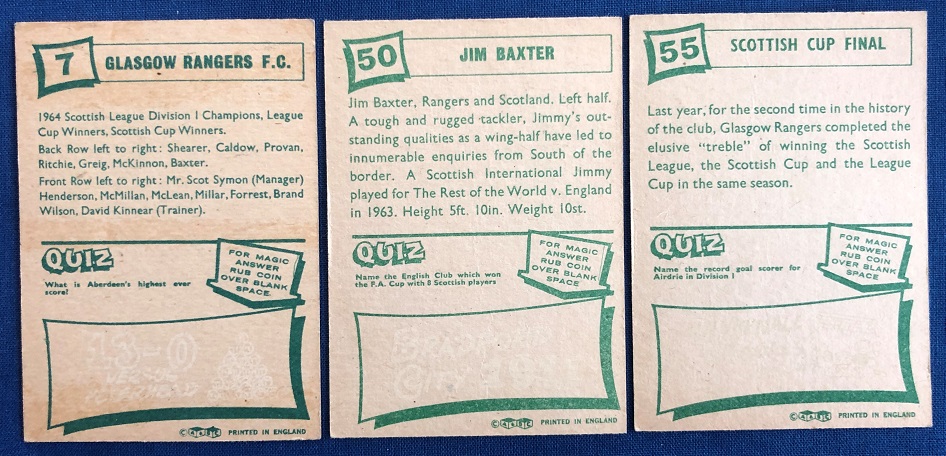 7
GLASGOW RANGERS F.C.
1964 Scottish League Division I Champions, League
Cup Winners, Scottish Cup Winners.
Back Row left to right : Shearer, Caldow, Provan,
Ritchie, Greig, McKinnon, Baxter.
Front Row left to right : Mr. Scot Symon (Manager)
Henderson, McMillan, McLean, Millar, Forrest, Brand
Wilson, David Kinnear (Trainer).
QUIZ
FOR MAGIC
ANSWER
RUB COIN
OVER BLANK
SPACE
What is Aberdeen's highest ever
score?
13-0
PRINTED IN ENGLAND
50
JIM BAXTER
Jim Baxter, Rangers and Scotland. Left half.
A tough and rugged tackler, Jimmy's out-
standing qualities as a wing-half have led to
innumerable enquiries from South of the
border. A Scottish International Jimmy
played for The Rest of the World v. England
in 1963. Height 5ft. 10in. Weight 10st.
QUIZ
FOR MAGIC
ANSWER
RUB COIN
OVER BLANK
SPACE
Name the English Club which won
the F.A. Cup with 8 Scottish players
PRINTED IN ENGLAND
55
SCOTTISH CUP FINAL
Last year, for the second time in the history
of the club, Glasgow Rangers completed the
elusive "treble" of winning the Scottish
League, the Scottish Cup and the League
Cup in the same season.
QUIZ
FOR MAGIC
ANSWER
RUB COIN
OVER BLANK
SPACE
Name the record goal scorer for
Airdrie in Division I
PRINTED IN ENGLAND